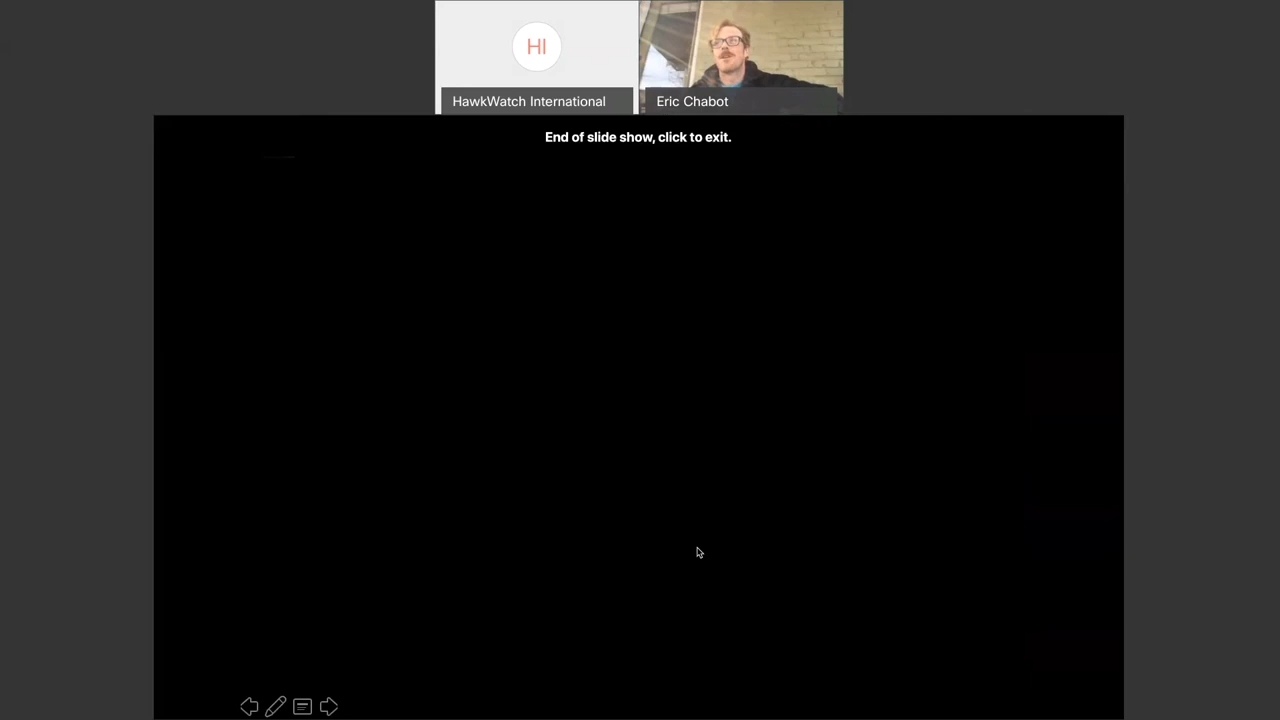 HI
HawkWatch International
Eric Chabot
End of slide show, click to exit.